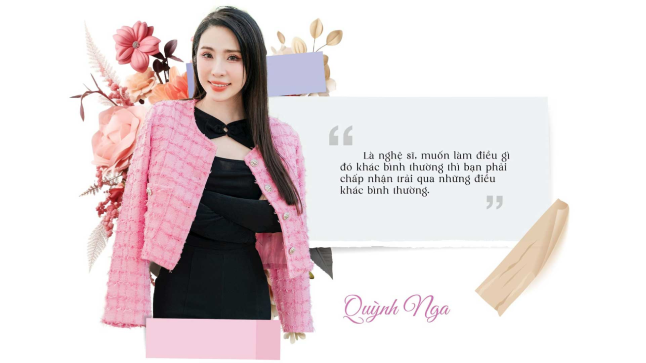 “
Là nghệ sĩ, muốn làm điều gì
đó khác bình thường thì bạn phải
chấp nhận trải qua những điều
khác bình thường.
”
Quỳnh Nga